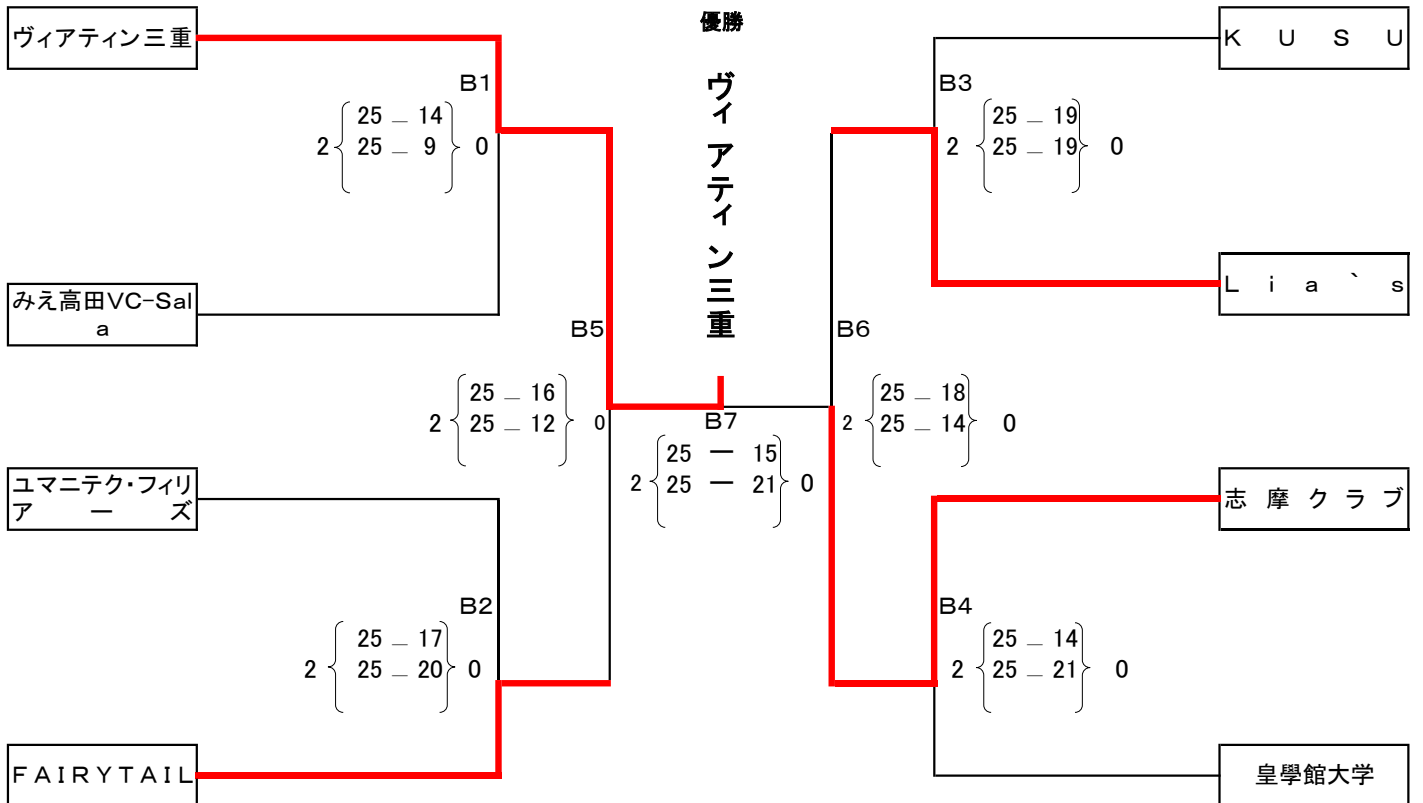 優勝
ヴィアティン三重
ヴィアティン三重
B1
25 － 14
2 25 － 9 0
みえ高田VC-Sal
a
B5
25 － 16
2 25 － 12 0
ユマニテク・フィリ
アーズ
B2
25 － 17
2 25 － 20 0
FAIRYTAIL
B7
25 － 15
2 25 － 21 0
KUSU
B3
25 － 19
2 25 － 19 0
Lia`s
B6
25 － 18
2 25 － 14 0
志摩クラブ
B4
25 － 14
2 25 － 21 0
皇學館大学